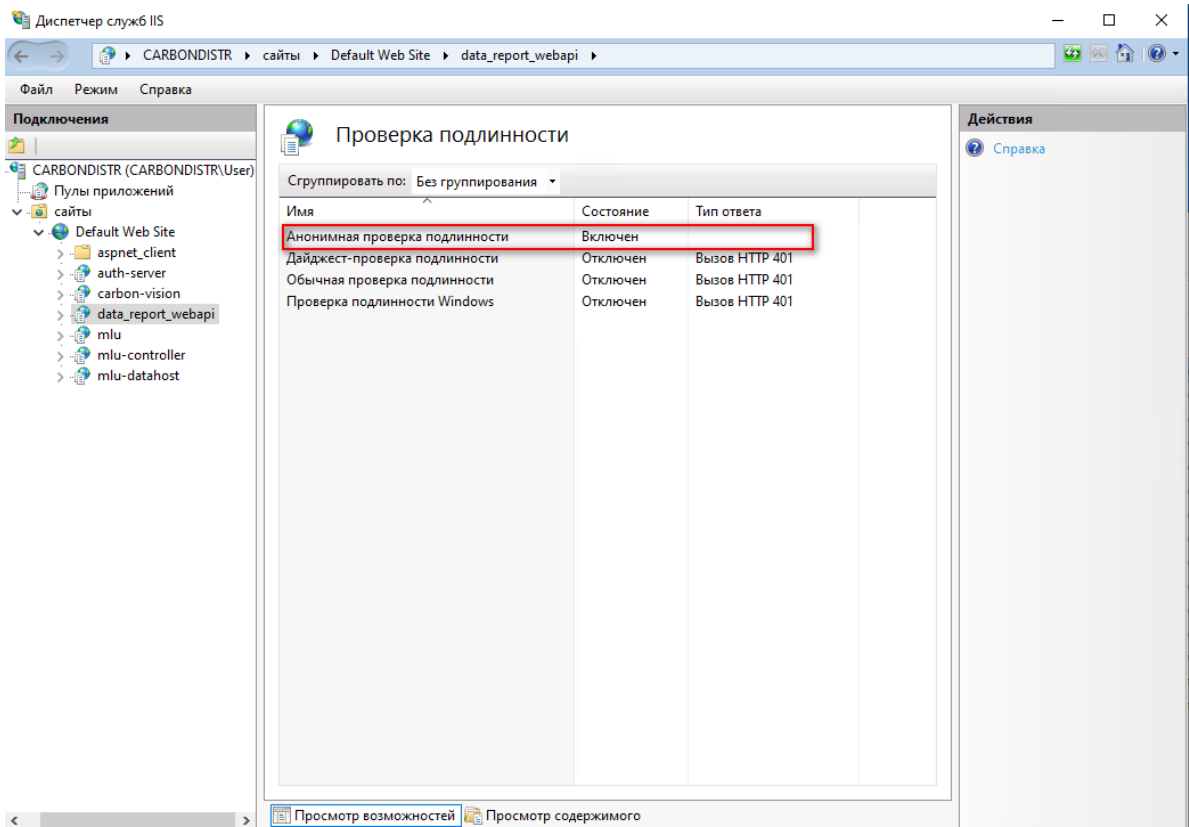 Диспетчер служб IIS
CARBONDISTR сайты Default Web Site data_report_webapi
Файл Режим Справка
Подключения
CARBONDISTR (CARBONDISTR\User)
Пулы приложений
сайты
Default Web Site
aspnet_client
auth-server
carbon-vision
data_report_webapi
mlu
mlu-controller
mlu-datahost
Проверка подлинности
Сгруппировать по: Без группирования
Имя Состояние Тип ответа
Анонимная проверка подлинности Включен
Дайджест-проверка подлинности Отключен Вызов HTTP 401
Обычная проверка подлинности Отключен Вызов HTTP 401
Проверка подлинности Windows Отключен Вызов HTTP 401
Просмотр возможностей Просмотр содержимого
Действия
Справка